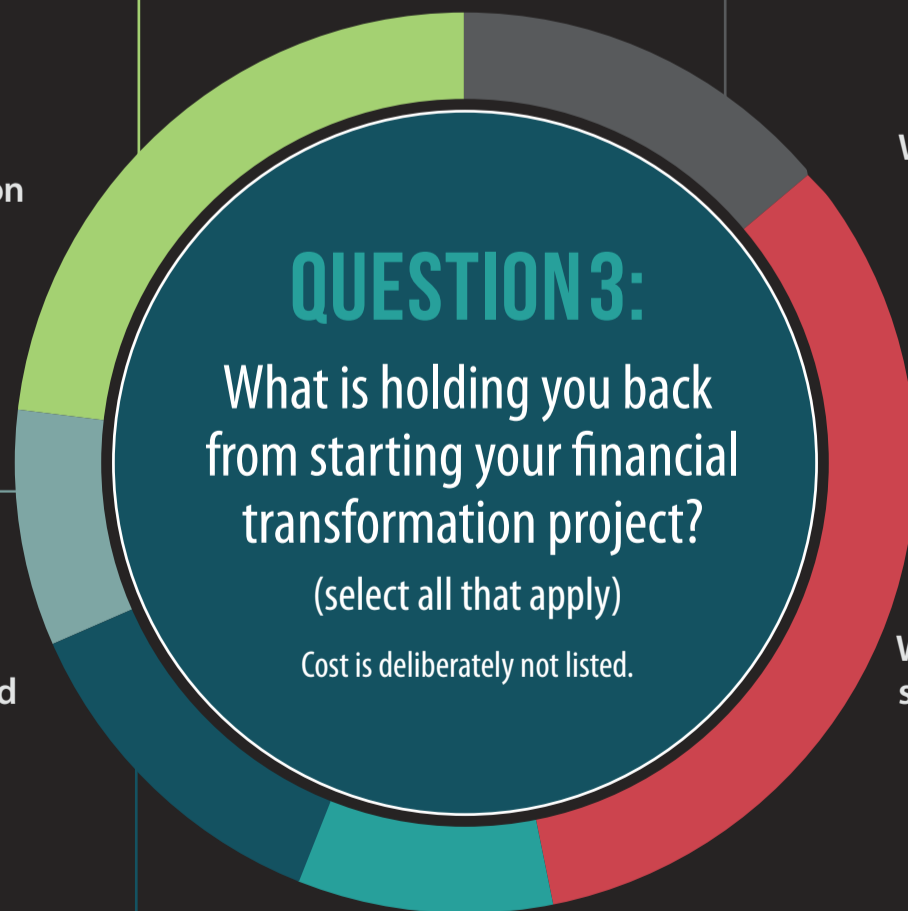 QUESTION 3:
What is holding you back
from starting your financial
transformation project?
(select all that apply)
Cost is deliberately not listed.